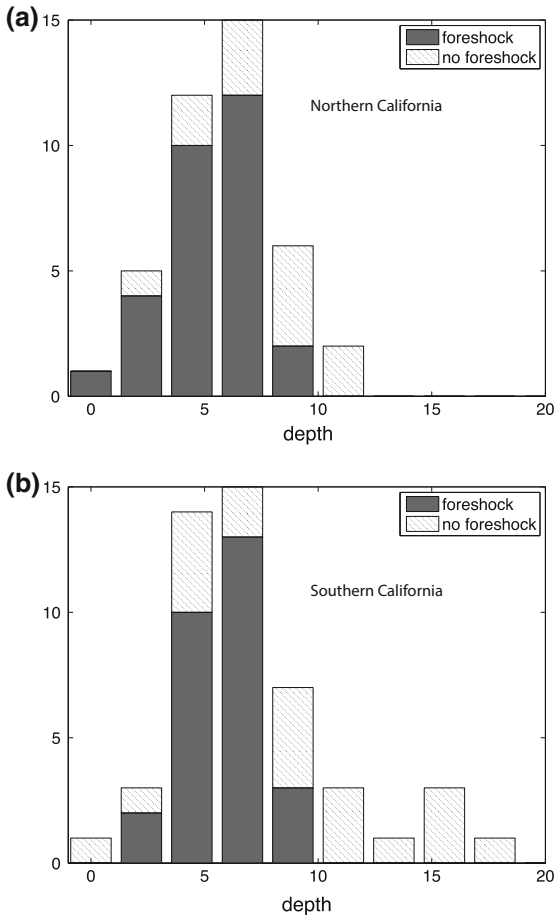 (a)
15
10
5
0
foreshock
no foreshock
Northern California
0 5 10 15 20
depth
(b)
15
10
5
0
foreshock
no foreshock
Southern California
0 5 10 15 20
depth